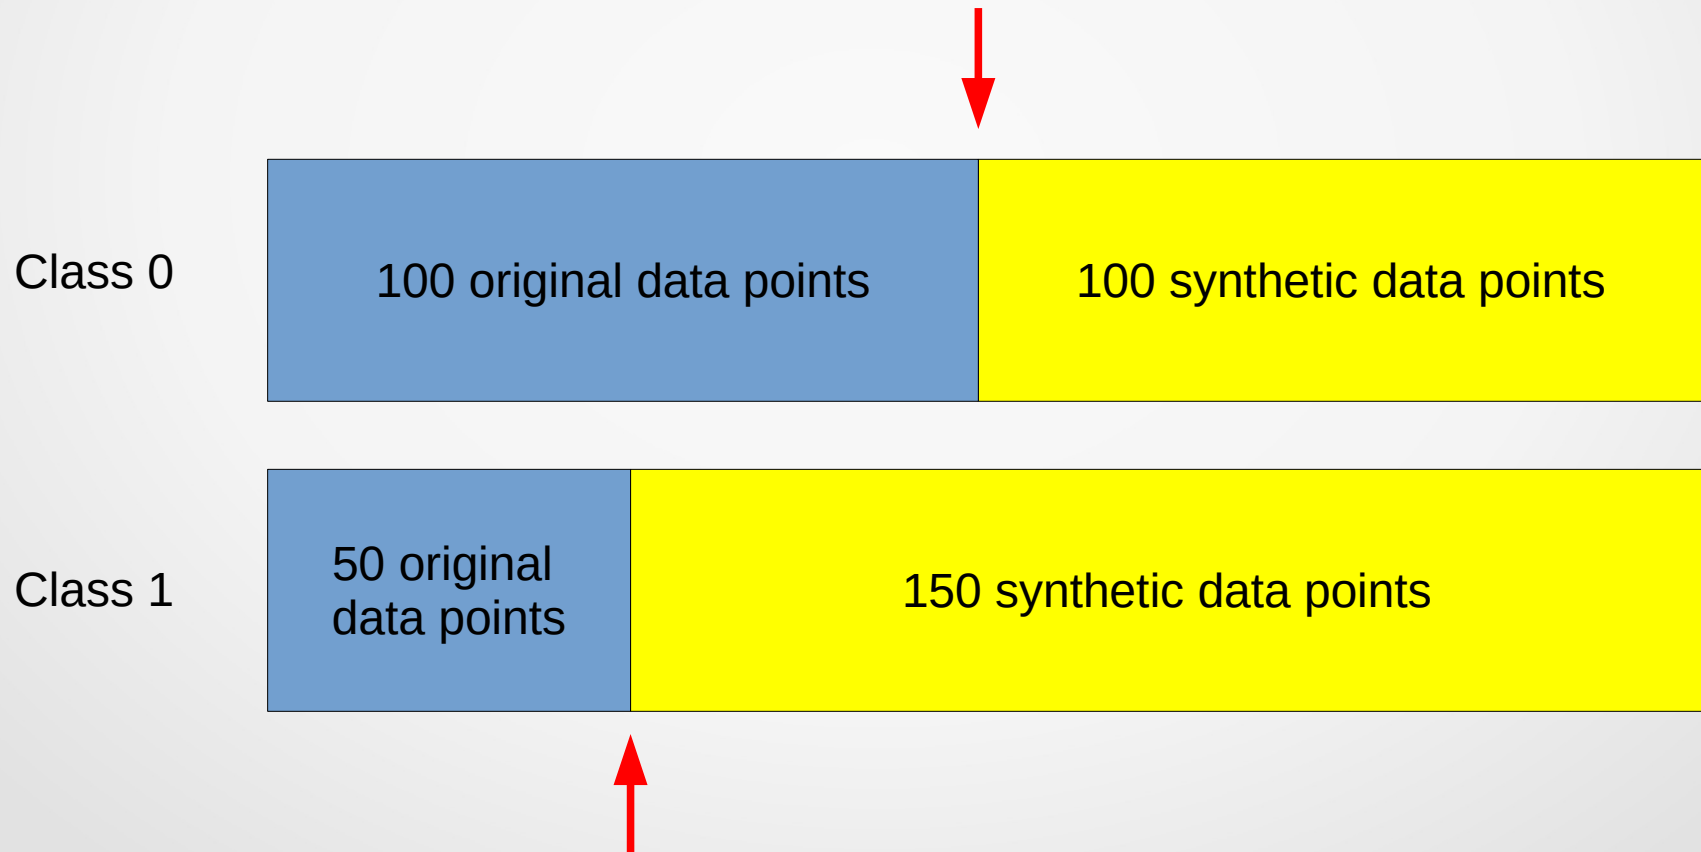 Class 0
100 original data points
100 synthetic data points
Class 1
50 original
data points
150 synthetic data points